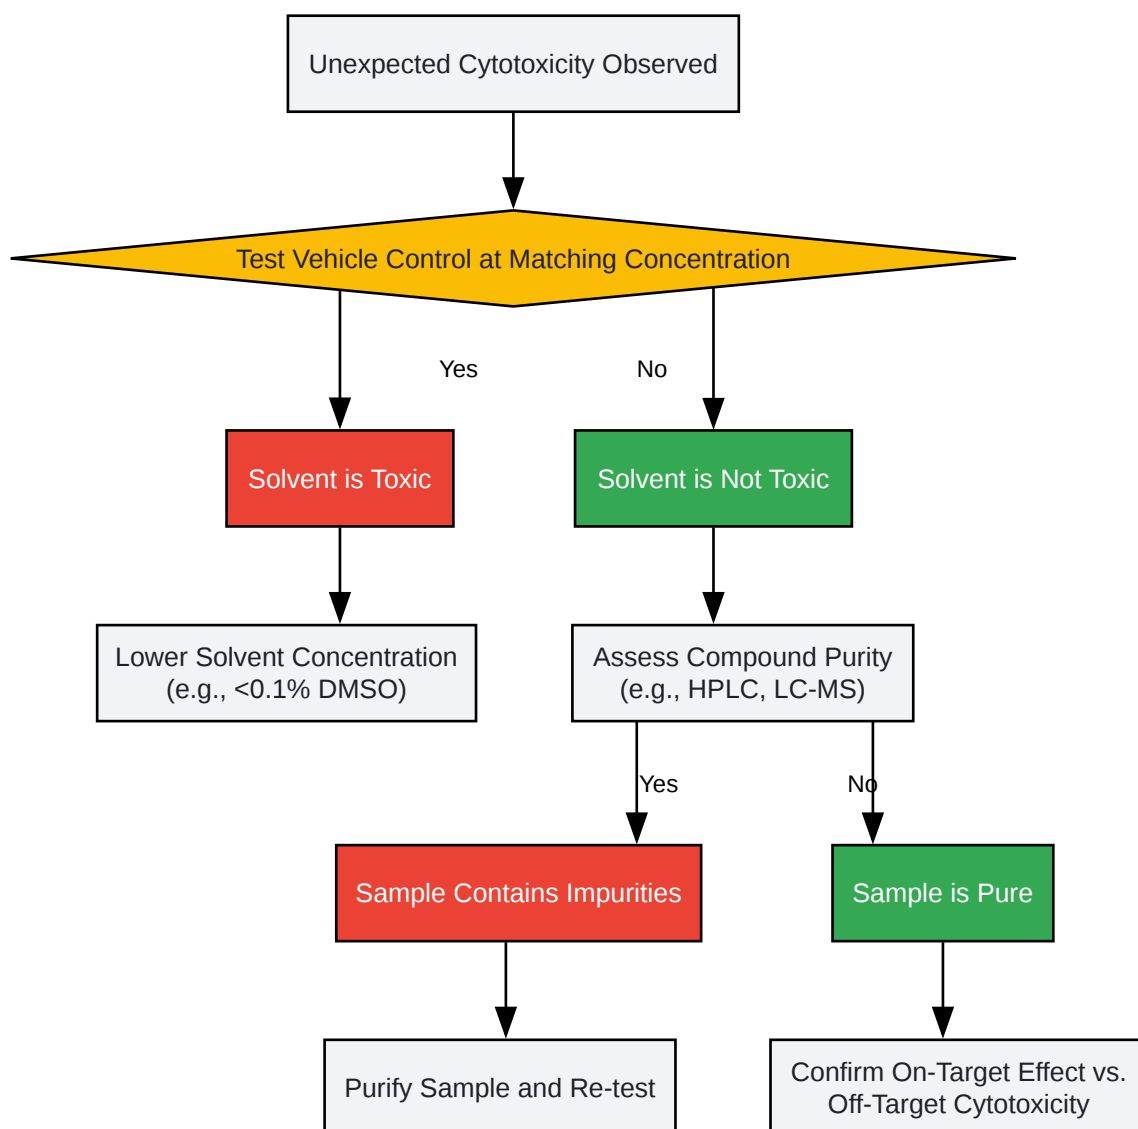 Unexpected Cytotoxicity Observed
Test Vehicle Control at Matching Concentration
Yes
No
Solvent is Toxic
Solvent is Not Toxic
Lower Solvent Concentration
(e.g., <0.1% DMSO)
Assess Compound Purity
(e.g., HPLC, LC-MS)
Yes
No
Sample Contains Impurities
Sample is Pure
Purify Sample and Re-test
Confirm On-Target Effect vs.
Off-Target Cytotoxicity